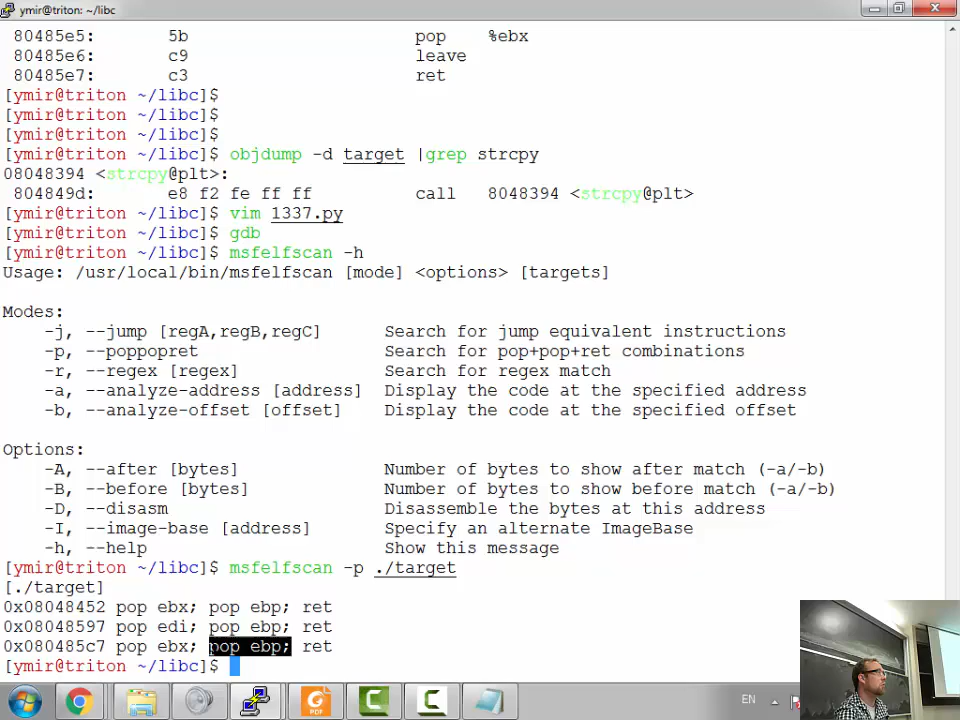 ymir@triton: ~/libc
80485e5: 5b pop %ebx
80485e6: c9 leave
80485e7: c3 ret
[ymir@triton ~/libc]$
[ymir@triton ~/libc]$
[ymir@triton ~/libc]$
[ymir@triton ~/libc]$ objdump -d target |grep strcpy
08048394 <strcpy@plt>:
804849d: e8 f2 fe ff ff call 8048394 <strcpy@plt>
[ymir@triton ~/libc]$ vim 1337.py
[ymir@triton ~/libc]$ gdb
[ymir@triton ~/libc]$ msfelfscan -h
Usage: /usr/local/bin/msfelfscan [mode] <options> [targets]
Modes:
-j, --jump [regA,regB,regC] Search for jump equivalent instructions
-p, --poppopret Search for pop+pop+ret combinations
-r, --regex [regex] Search for regex match
-a, --analyze-address [address] Display the code at the specified address
-b, --analyze-offset [offset] Display the code at the specified offset
Options:
-A, --after [bytes] Number of bytes to show after match (-a/-b)
-B, --before [bytes] Number of bytes to show before match (-a/-b)
-D, --disasm Disassemble the bytes at this address
-I, --image-base [address] Specify an alternate ImageBase
-h, --help Show this message
[ymir@triton ~/libc]$ msfelfscan -p ./target
[./target]
0x08048452 pop ebx; pop ebp; ret
0x08048597 pop edi; pop ebp; ret
0x080485c7 pop ebx; pop ebp; ret
[ymir@triton ~/libc]$
PDF
EN